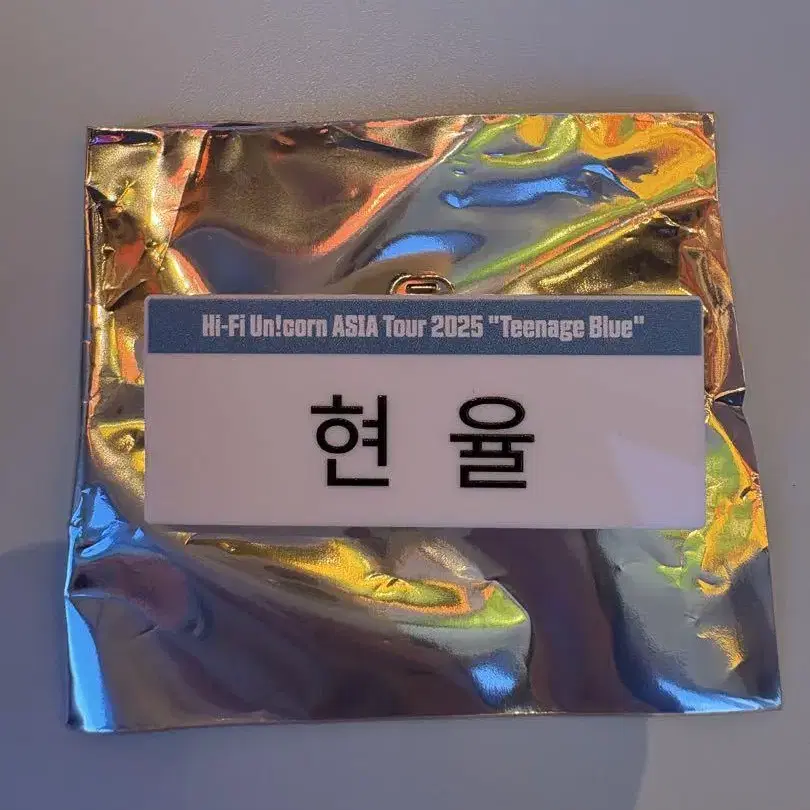 Hi-Fi Un!corn ASIA Tour 2025 "Teenage Blue"
현 율